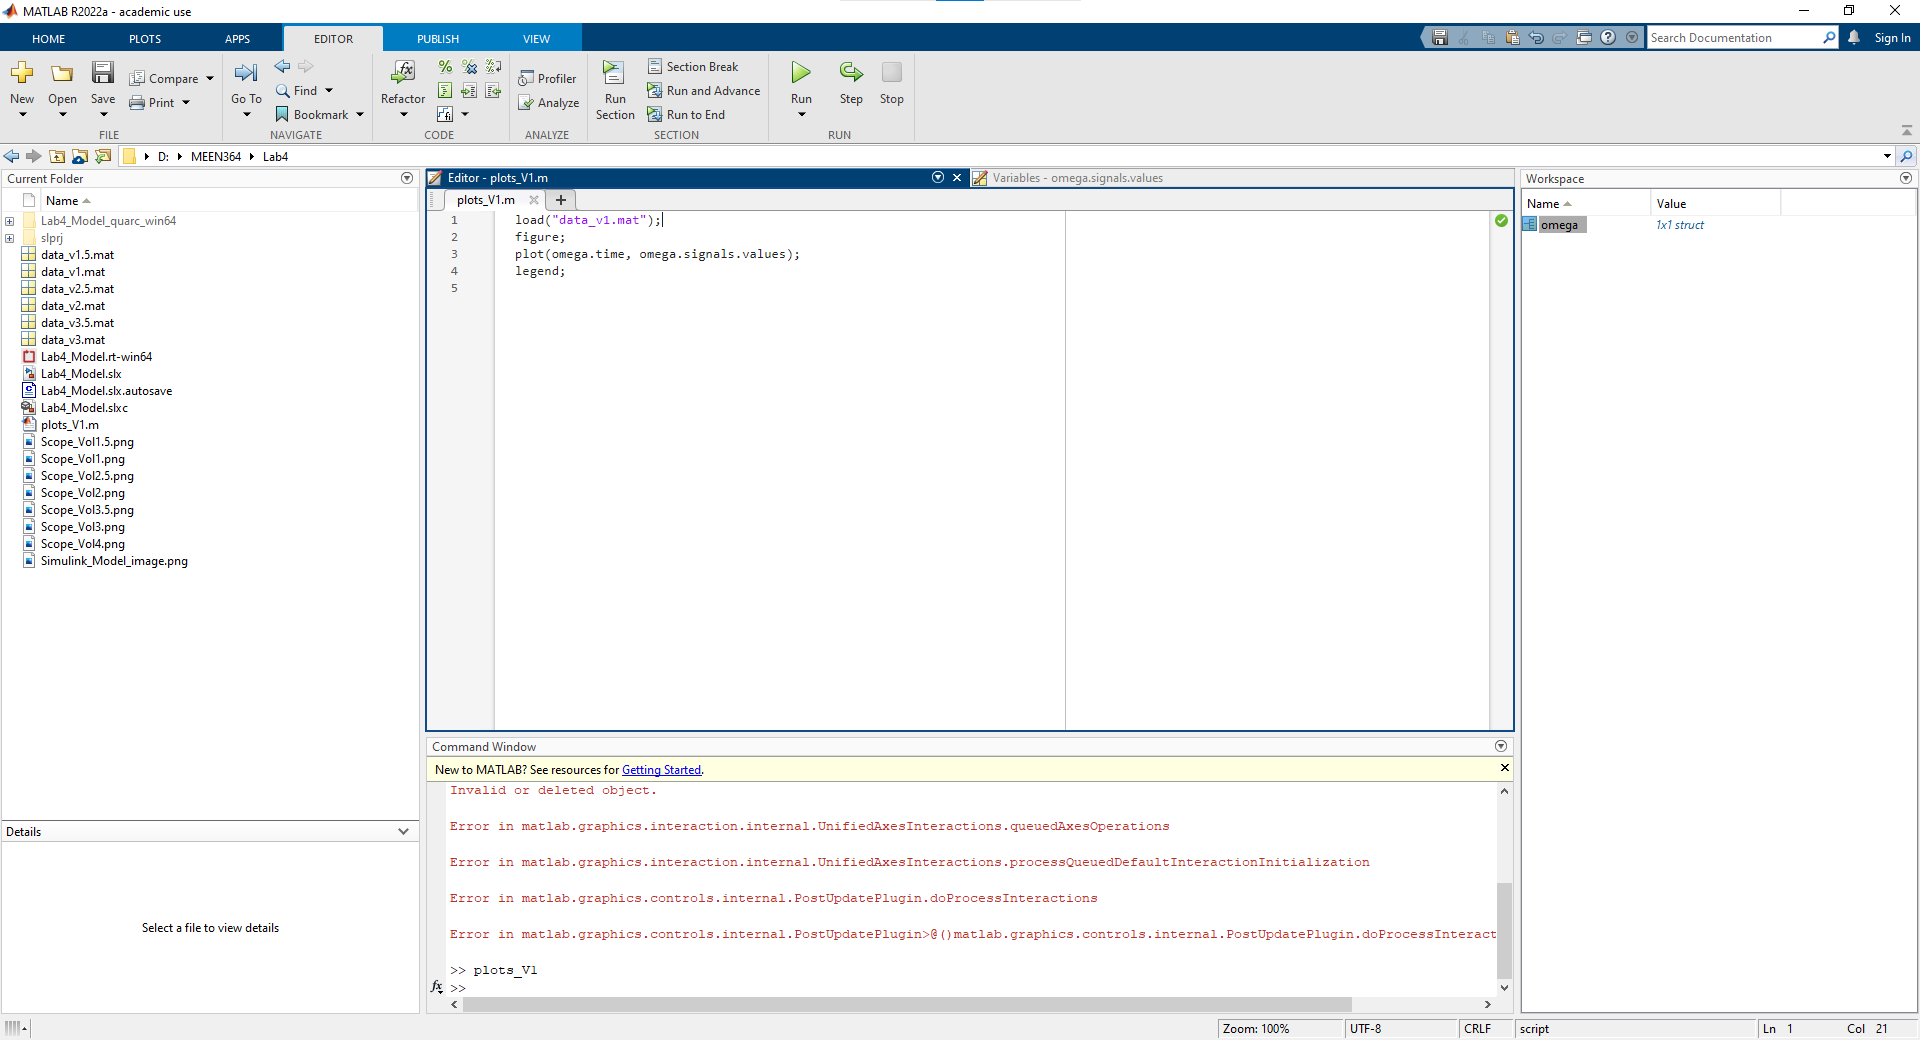 MATLAB R2022a - academic use
HOME PLOTS APPS EDITOR PUBLISH VIEW
Search Documentation
Sign In
New
Open
Save
Compare
Print
FILE
Go To
Find
Bookmark
NAVIGATE
Refactor
CODE
Profiler
Analyze
ANALYZE
Run
Section
Section Break
Run and Advance
Run to End
SECTION
Run
Step
Stop
RUN
D: MEEN364 Lab4
Current Folder
Name
Lab4_Model_quarc_win64
slprj
data_v1.5.mat
data_v1.mat
data_v2.5.mat
data_v2.mat
data_v3.5.mat
data_v3.mat
Lab4_Model.rt-win64
Lab4_Model.slx
Lab4_Model.slx.autosave
Lab4_Model.slxc
plots_V1.m
Scope_Vol1.5.png
Scope_Vol1.png
Scope_Vol2.5.png
Scope_Vol2.png
Scope_Vol3.5.png
Scope_Vol3.png
Scope_Vol4.png
Simulink_Model_image.png
Details
Select a file to view details
Editor - plots_V1.m
Variables - omega.signals.values
plots_V1.m
1 load("data_v1.mat");
2 figure;
3 plot(omega.time, omega.signals.values);
4 legend;
5
Command Window
New to MATLAB? See resources for Getting Started.
Invalid or deleted object.
Error in matlab.graphics.interaction.internal.UnifiedAxesInteractions.queuedAxesOperations
Error in matlab.graphics.interaction.internal.UnifiedAxesInteractions.processQueuedDefaultInteractionInitialization
Error in matlab.graphics.controls.internal.PostUpdatePlugin.doProcessInteractions
Error in matlab.graphics.controls.internal.PostUpdatePlugin>@()matlab.graphics.controls.internal.PostUpdatePlugin.doProcessInteract
>> plots_V1
fx >>
Workspace
Name Value
omega 1x1 struct
Zoom: 100% UTF-8 CRLF script Ln 1 Col 21